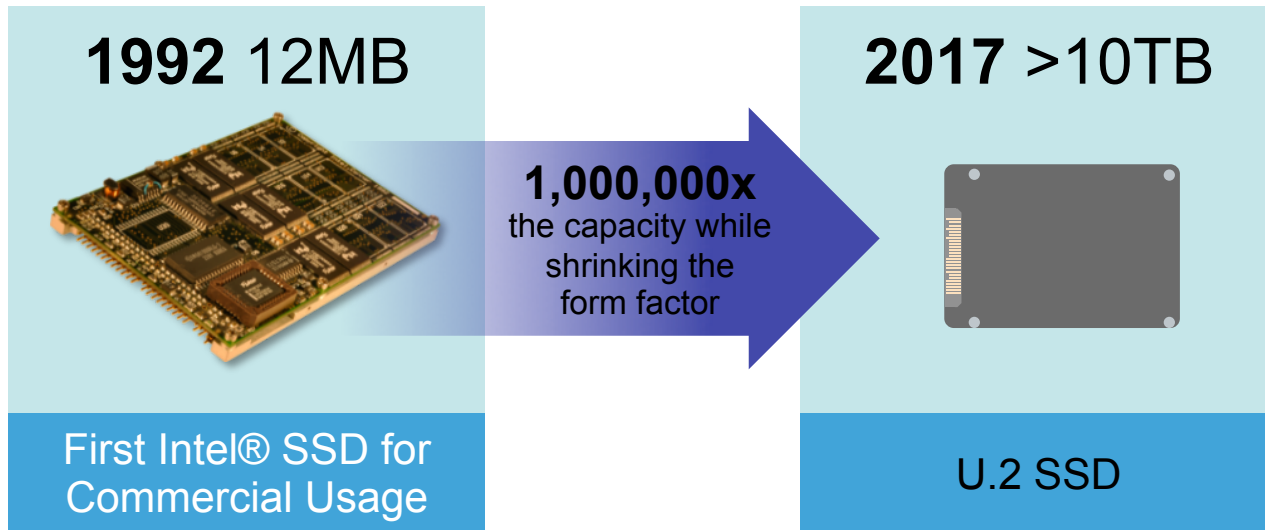 1992 12MB
First Intel® SSD for
Commercial Usage
1,000,000x
the capacity while
shrinking the
form factor
2017 >10TB
U.2 SSD